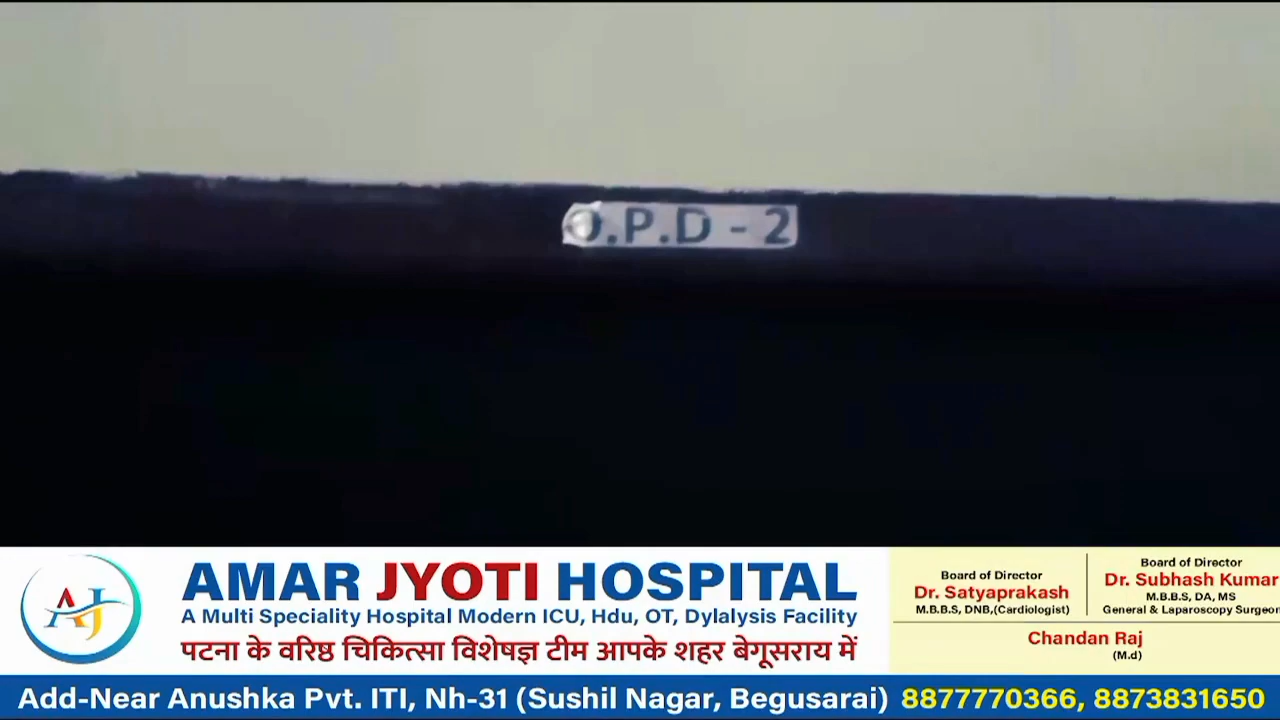 O.P.D - 2
AJ
AMAR JYOTI HOSPITAL
A Multi Speciality Hospital Modern ICU, Hdu, OT, Dylalysis Facility
पटना के वरिष्ठ चिकित्सा विशेषज्ञ टीम आपके शहर बेगूसराय में
Board of Director
Dr. Satyaprakash
M.B.B.S, DNB,(Cardiologist)
Board of Director
Dr. Subhash Kumar
M.B.B.S, DA, MS
General & Laparoscopy Surgeon
Chandan Raj
(M.d)
Add-Near Anushka Pvt. ITI, Nh-31 (Sushil Nagar, Begusarai) 8877770366, 8873831650